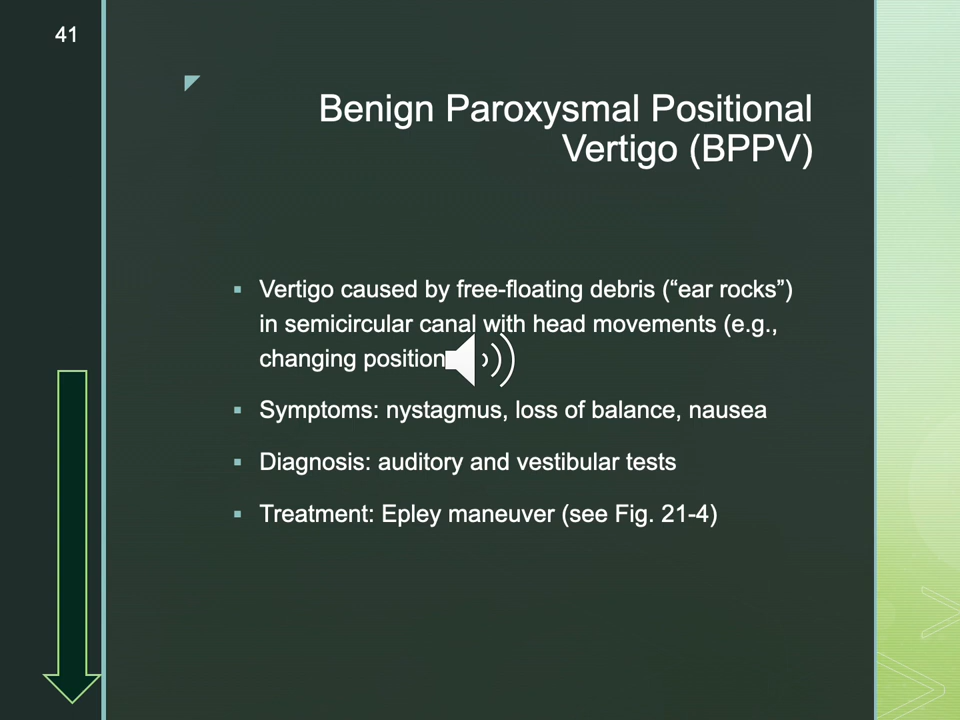 41
Benign Paroxysmal Positional
Vertigo (BPPV)
▪ Vertigo caused by free-floating debris (“ear rocks”)
in semicircular canal with head movements (e.g.,
changing position
▪ Symptoms: nystagmus, loss of balance, nausea
▪ Diagnosis: auditory and vestibular tests
▪ Treatment: Epley maneuver (see Fig. 21-4)